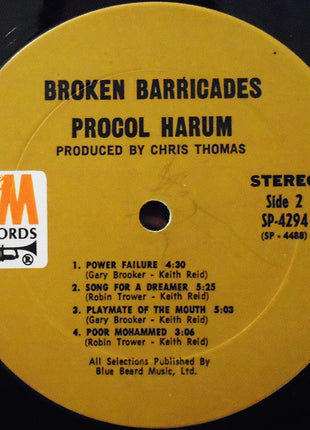 BROKEN BARRICADES
PROCOL HARUM
PRODUCED BY CHRIS THOMAS
STEREO
Side 2
SP-4294
(SP - 4488)
M
ORDS
®
1. POWER FAILURE 4:30
(Gary Brooker - Keith Reid)
2. SONG FOR A DREAMER 5:25
(Robin Trower - Keith Reid)
3. PLAYMATE OF THE MOUTH 5:03
(Gary Brooker - Keith Reid)
4. POOR MOHAMMED 3:06
(Robin Trower - Keith Reid)
All Selections Published By
Blue Beard Music, Ltd.